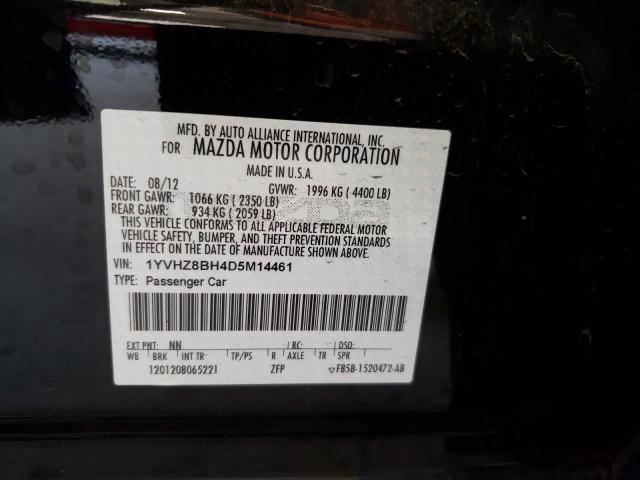 MFD. BY AUTO ALLIANCE INTERNATIONAL, INC.
FOR MAZDA MOTOR CORPORATION
MADE IN U.S.A.
DATE: 08/12 GVWR: 1996 KG ( 4400 LB)
FRONT GAWR: 1066 KG ( 2350 LB)
REAR GAWR: 934 KG ( 2059 LB)
THIS VEHICLE CONFORMS TO ALL APPLICABLE FEDERAL MOTOR
VEHICLE SAFETY, BUMPER, AND THEFT PREVENTION STANDARDS
IN EFFECT ON THE DATE OF MANUFACTURE SHOWN ABOVE.
VIN: 1YVHZ8BH4D5M14461
TYPE: Passenger Car
EXT PNT: NN RC: DSO:
WB BRK INT TR TP/PS R AXLE TR SPR
1201208065221 ZFP ▽F85B-1520472-AB